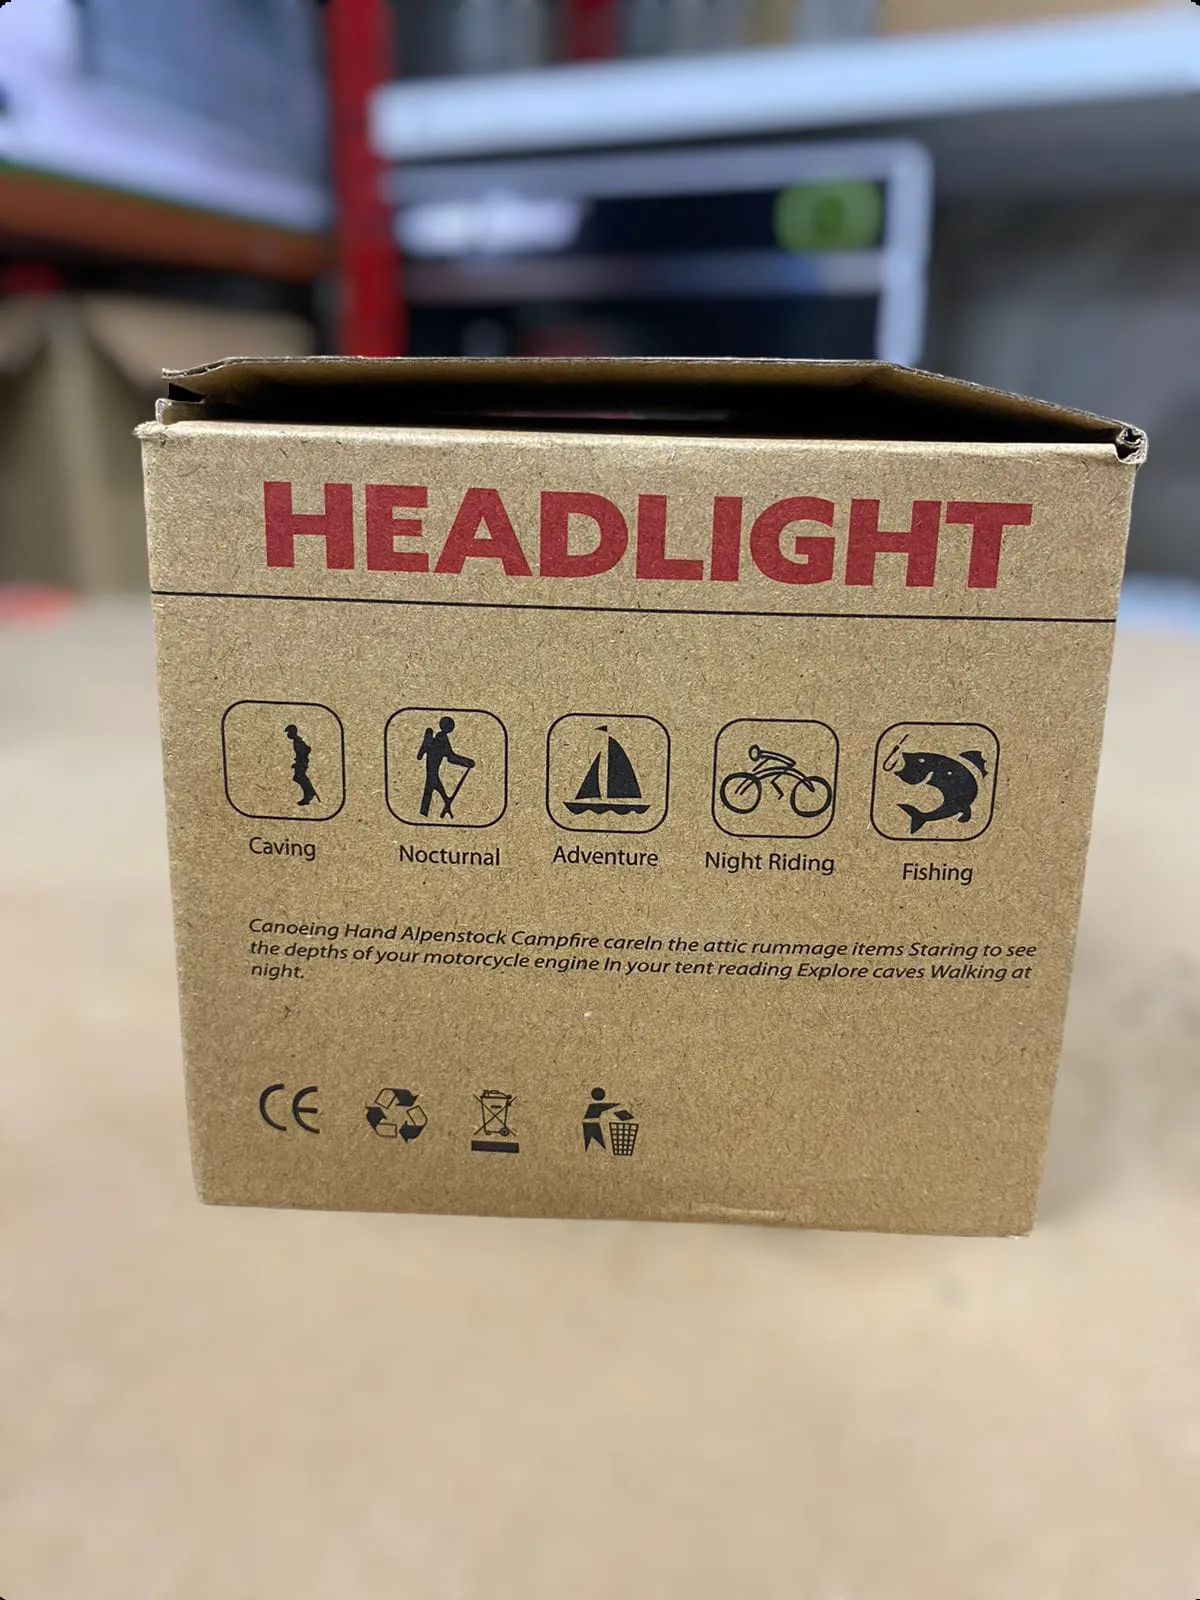 HEADLIGHT
Caving
Nocturnal
Adventure
Night Riding
Fishing
Canoeing Hand Alpenstock Campfire careIn the attic rummage items Staring to see
the depths of your motorcycle engine In your tent reading Explore caves Walking at
night.
CE